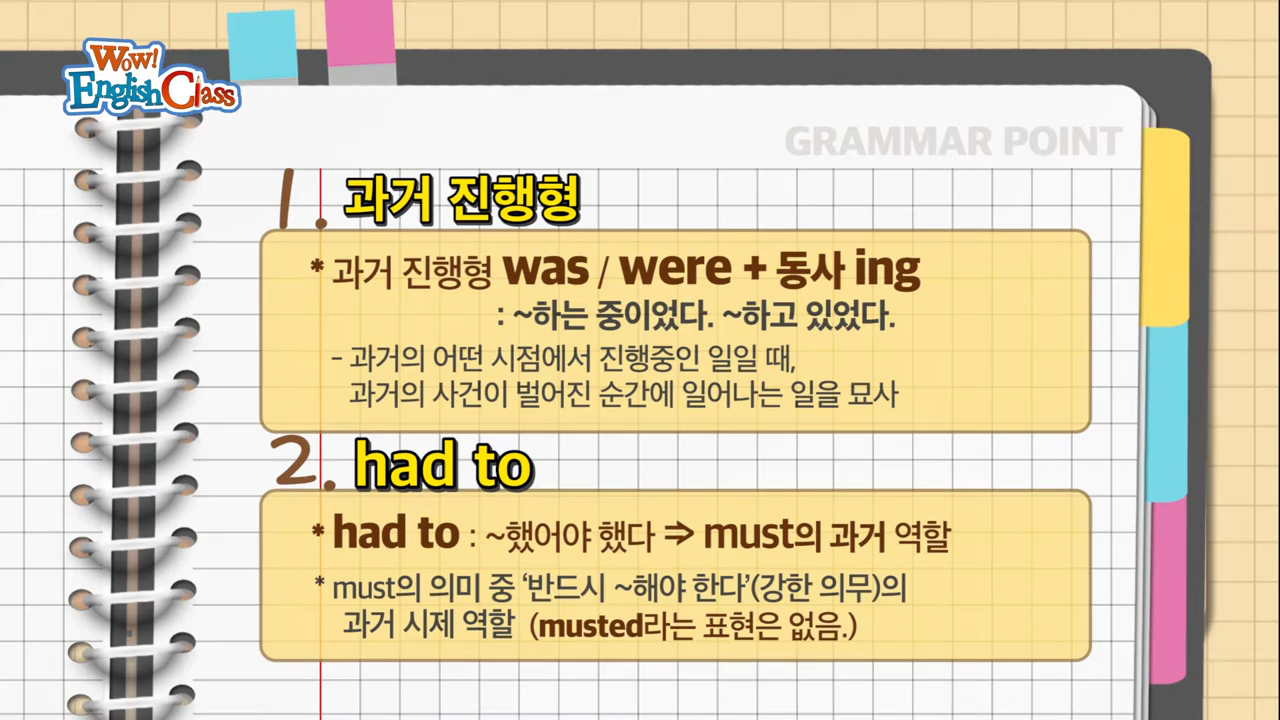 Wow!
English Class
GRAMMAR POINT
1. 과거 진행형
* 과거 진행형 was / were + 동사 ing
: ~하는 중이었다. ~하고 있었다.
- 과거의 어떤 시점에서 진행중인 일일 때,
과거의 사건이 벌어진 순간에 일어나는 일을 묘사
2. had to
* had to : ~했어야 했다 ⇒ must의 과거 역할
* must의 의미 중 ‘반드시 ~해야 한다’(강한 의무)의
과거 시제 역할 (musted라는 표현은 없음.)